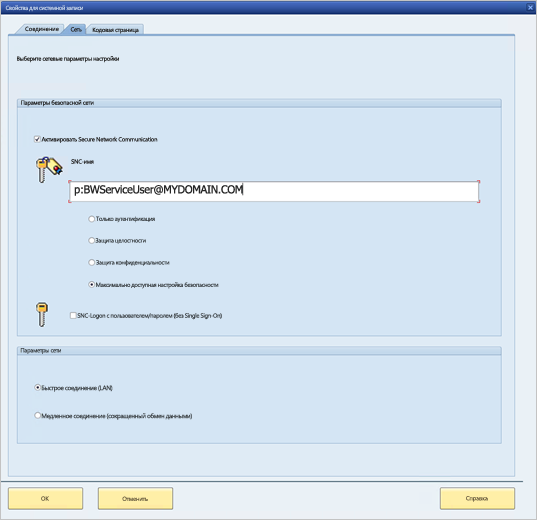 Свойства для системной записи
Соединение
Сеть
Кодовая страница
Выберите сетевые параметры настройки
Параметры безопасной сети
Активировать Secure Network Communication
SNC-имя
p:BWServiceUser@MYDOMAIN.COM
Только аутентификация
Защита целостности
Защита конфиденциальности
Максимально доступная настройка безопасности
SNC-Logon с пользователем/паролем (без Single Sign-On)
Параметры сети
Быстрое соединение (LAN)
Медленное соединение (сокращенный обмен данными)
ОК
Отменить
Справка